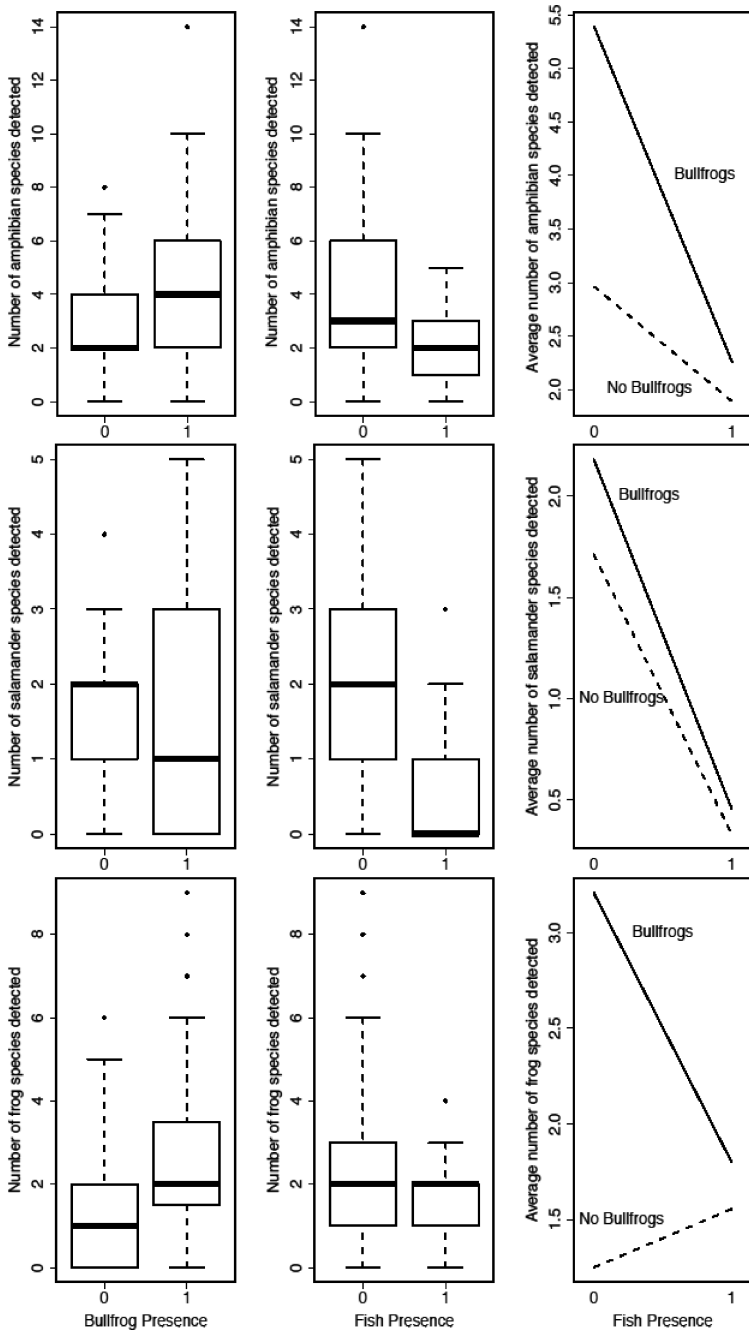 Number of amphibian species detected
0 2 4 6 8 10 12 14
0 1
Number of amphibian species detected
0 2 4 6 8 10 12 14
0 1
Average number of amphibian species detected
2.0 2.5 3.0 3.5 4.0 4.5 5.0 5.5
Bullfrogs
No Bullfrogs
0 1
Number of salamander species detected
0 1 2 3 4 5
0 1
Number of salamander species detected
0 1 2 3 4 5
0 1
Average number of salamander species detected
0.5 1.0 1.5 2.0
Bullfrogs
No Bullfrogs
0 1
Number of frog species detected
0 2 4 6 8
0 1
Bullfrog Presence
Number of frog species detected
0 2 4 6 8
0 1
Fish Presence
Average number of frog species detected
1.5 2.0 2.5 3.0
Bullfrogs
No Bullfrogs
0 1
Fish Presence